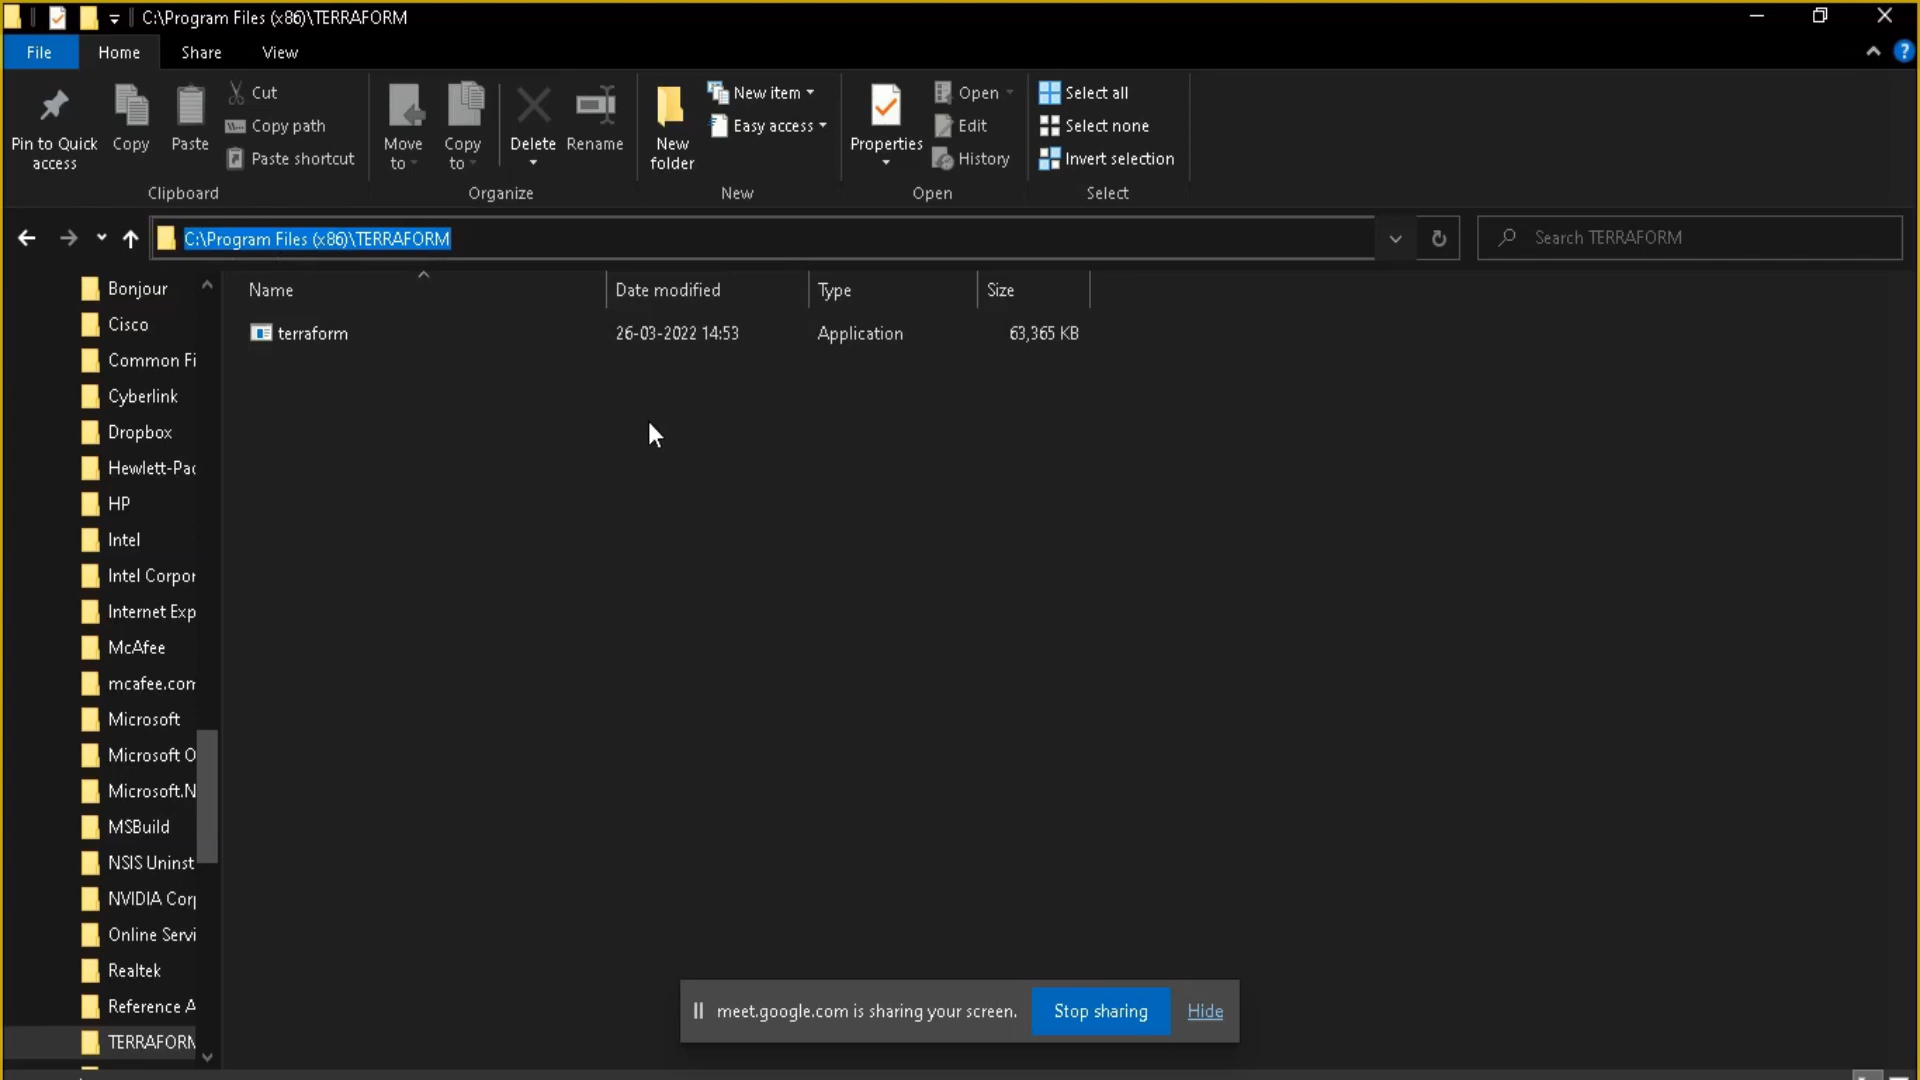 C:\Program Files (x86)\TERRAFORM
File Home Share View
Pin to Quick access
Copy
Paste
Cut
Copy path
Paste shortcut
Clipboard
Move to
Copy to
Delete
Rename
Organize
New folder
New item
Easy access
New
Properties
Open
Edit
History
Open
Select all
Select none
Invert selection
Select
C:\Program Files (x86)\TERRAFORM
Search TERRAFORM
Name Date modified Type Size
terraform 26-03-2022 14:53 Application 63,365 KB
Bonjour
Cisco
Common Fi
Cyberlink
Dropbox
Hewlett-Pac
HP
Intel
Intel Corpor
Internet Exp
McAfee
mcafee.com
Microsoft
Microsoft O
Microsoft.N
MSBuild
NSIS Uninst
NVIDIA Corp
Online Servi
Realtek
Reference A
TERRAFORM
meet.google.com is sharing your screen. Stop sharing Hide